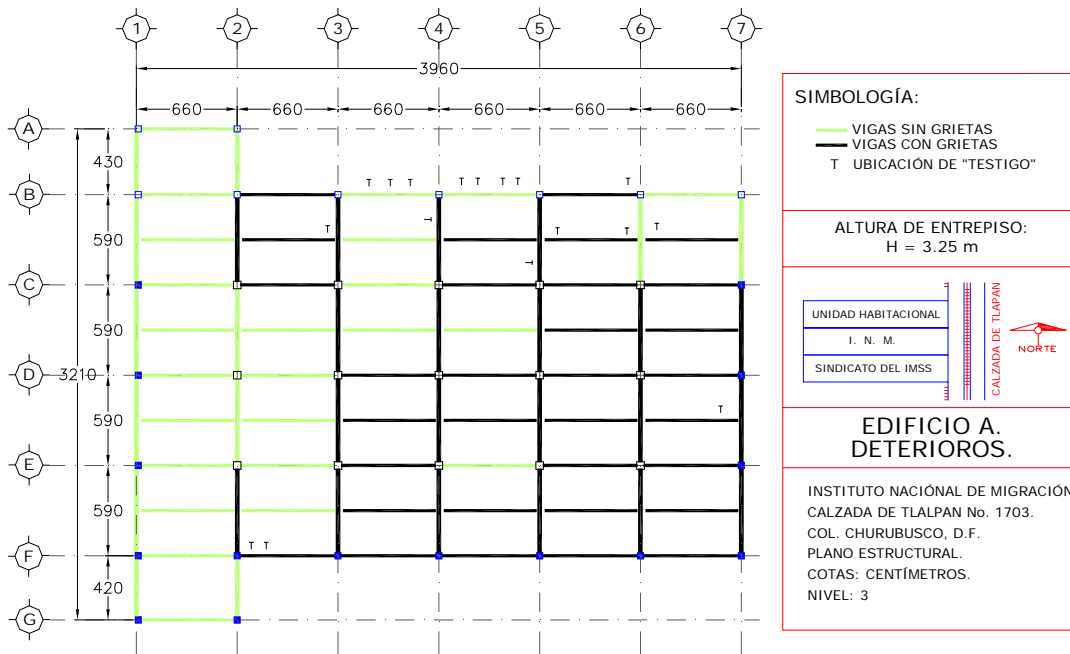 1 2 3 4 5 6 7
3960
660 660 660 660 660 660
A
430
B
T T T T T T T T
590
T T T T T T
C
590
D
3210
590
T
E
590
T T
F
420
G
SIMBOLOGÍA:
VIGAS SIN GRIETAS
VIGAS CON GRIETAS
T UBICACIÓN DE "TESTIGO"
ALTURA DE ENTREPISO:
H = 3.25 m
UNIDAD HABITACIONAL
I. N. M.
SINDICATO DEL IMSS
CALZADA DE TLAPAN
NORTE
EDIFICIO A.
DETERIOROS.
INSTITUTO NACIÓNAL DE MIGRACIÓN
CALZADA DE TLALPAN No. 1703.
COL. CHURUBUSCO, D.F.
PLANO ESTRUCTURAL.
COTAS: CENTÍMETROS.
NIVEL: 3